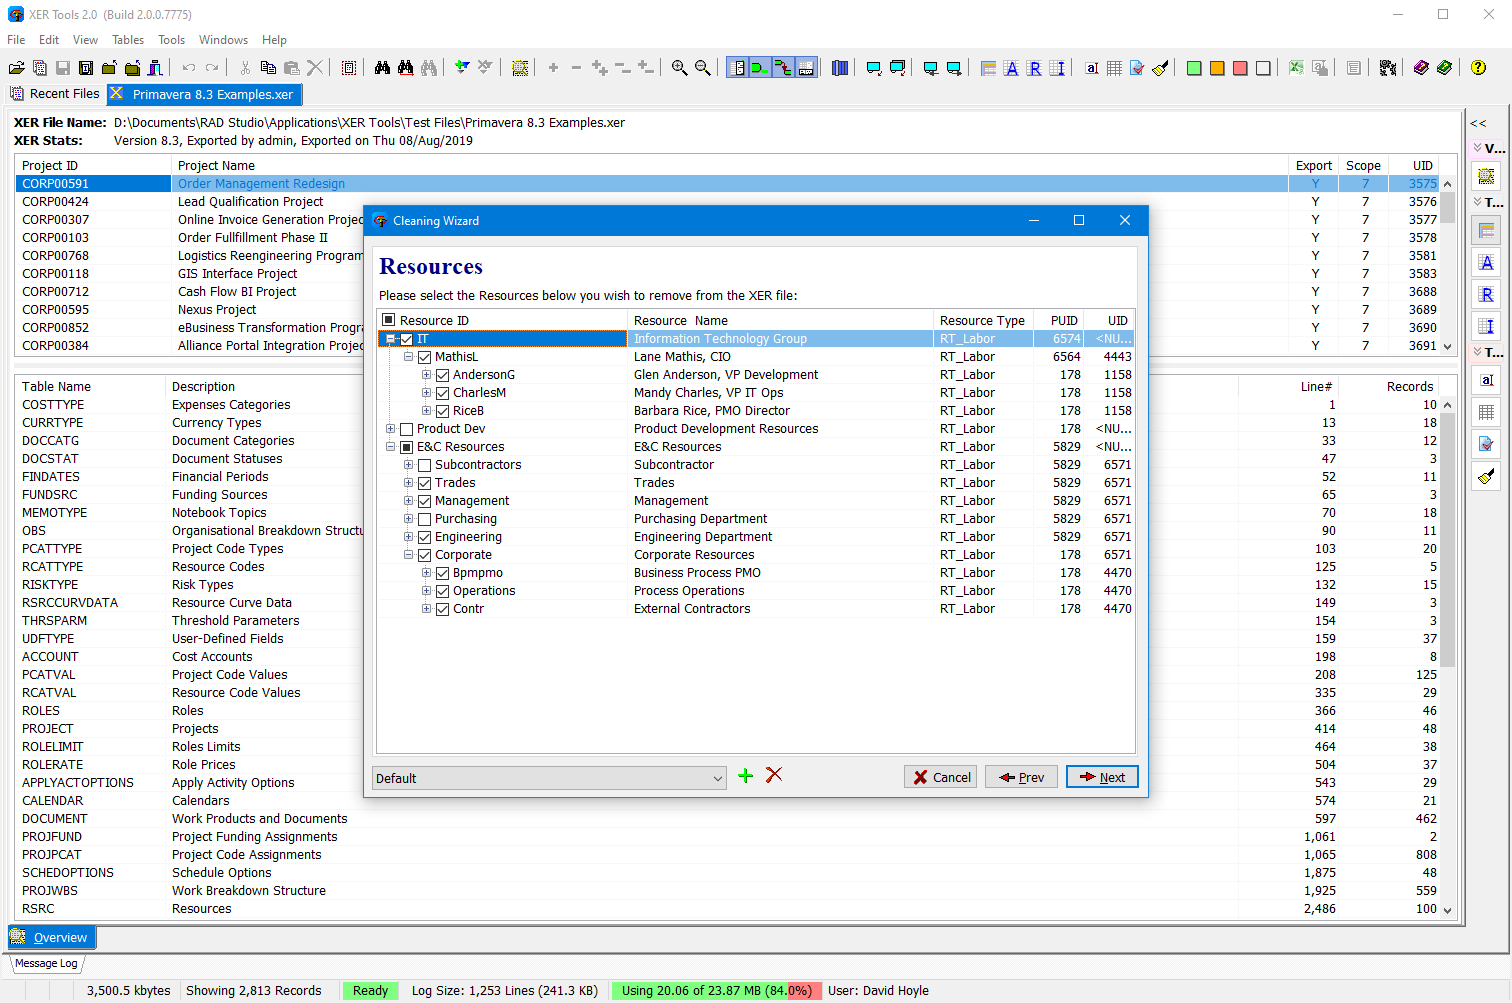 XER Tools 2.0 (Build 2.0.0.7775)
File Edit View Tables Tools Windows Help
Recent Files Primavera 8.3 Examples.xer
XER File Name: D:\Documents\RAD Studio\Applications\XER Tools\Test Files\Primavera 8.3 Examples.xer
XER Stats: Version 8.3, Exported by admin, Exported on Thu 08/Aug/2019
<<
V...
T...
T...
Project ID Project Name Export Scope UID
CORP00591 Order Management Redesign Y 7 3575
CORP00424 Lead Qualification Project Y 7 3576
CORP00307 Online Invoice Generation Projec Y 7 3577
CORP00103 Order Fullfillment Phase II Y 7 3578
CORP00768 Logistics Reengineering Program Y 7 3581
CORP00118 GIS Interface Project Y 7 3583
CORP00712 Cash Flow BI Project Y 7 3688
CORP00595 Nexus Project Y 7 3689
CORP00852 eBusiness Transformation Progra Y 7 3690
CORP00384 Alliance Portal Integration Projec Y 7 3691
Table Name Description Line# Records
COSTTYPE Expenses Categories 1 10
CURRTYPE Currency Types 13 18
DOCCATG Document Categories 33 12
DOCSTAT Document Statuses 47 3
FINDATES Financial Periods 52 11
FUNDSRC Funding Sources 65 3
MEMOTYPE Notebook Topics 70 18
OBS Organisational Breakdown Structu 90 11
PCATTYPE Project Code Types 103 20
RCATTYPE Resource Codes 125 5
RISKTYPE Risk Types 132 15
RSRCCURVDATA Resource Curve Data 149 3
THRSPARM Threshold Parameters 154 3
UDFTYPE User-Defined Fields 159 37
ACCOUNT Cost Accounts 198 8
PCATVAL Project Code Values 208 125
RCATVAL Resource Code Values 335 29
ROLES Roles 366 46
PROJECT Projects 414 48
ROLELIMIT Roles Limits 464 38
ROLERATE Role Prices 504 37
APPLYACTOPTIONS Apply Activity Options 543 29
CALENDAR Calendars 574 21
DOCUMENT Work Products and Documents 597 462
PROJFUND Project Funding Assignments 1,061 2
PROJPCAT Project Code Assignments 1,065 808
SCHEDOPTIONS Schedule Options 1,875 48
PROJWBS Work Breakdown Structure 1,925 559
RSRC Resources 2,486 100
Cleaning Wizard
Resources
Please select the Resources below you wish to remove from the XER file:
Resource ID Resource Name Resource Type PUID UID
IT Information Technology Group RT_Labor 6574 <NU...
MathisL Lane Mathis, CIO RT_Labor 6564 4443
AndersonG Glen Anderson, VP Development RT_Labor 178 1158
CharlesM Mandy Charles, VP IT Ops RT_Labor 178 1158
RiceB Barbara Rice, PMO Director RT_Labor 178 1158
Product Dev Product Development Resources RT_Labor 178 <NU...
E&C Resources E&C Resources RT_Labor 5829 <NU...
Subcontractors Subcontractor RT_Labor 5829 6571
Trades Trades RT_Labor 5829 6571
Management Management RT_Labor 5829 6571
Purchasing Purchasing Department RT_Labor 5829 6571
Engineering Engineering Department RT_Labor 5829 6571
Corporate Corporate Resources RT_Labor 178 6571
Bpmpmo Business Process PMO RT_Labor 178 4470
Operations Process Operations RT_Labor 178 4470
Contr External Contractors RT_Labor 178 4470
Default Cancel Prev Next
Overview
Message Log
3,500.5 kbytes Showing 2,813 Records Ready Log Size: 1,253 Lines (241.3 KB) Using 20.06 of 23.87 MB (84.0%) User: David Hoyle